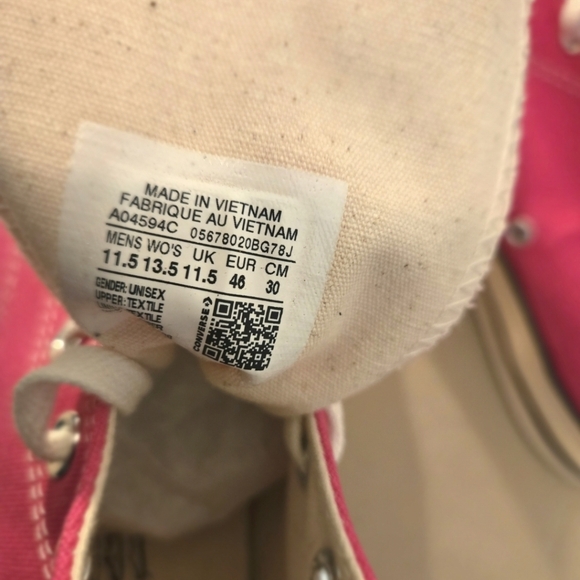 MADE IN VIETNAM
FABRIQUE AU VIETNAM
A04594C 05678020BG78J
MENS WO'S UK EUR CM
11.5 13.5 11.5 46 30
GENDER: UNISEX
UPPER: TEXTILE
TEXTILE
CONVERSE